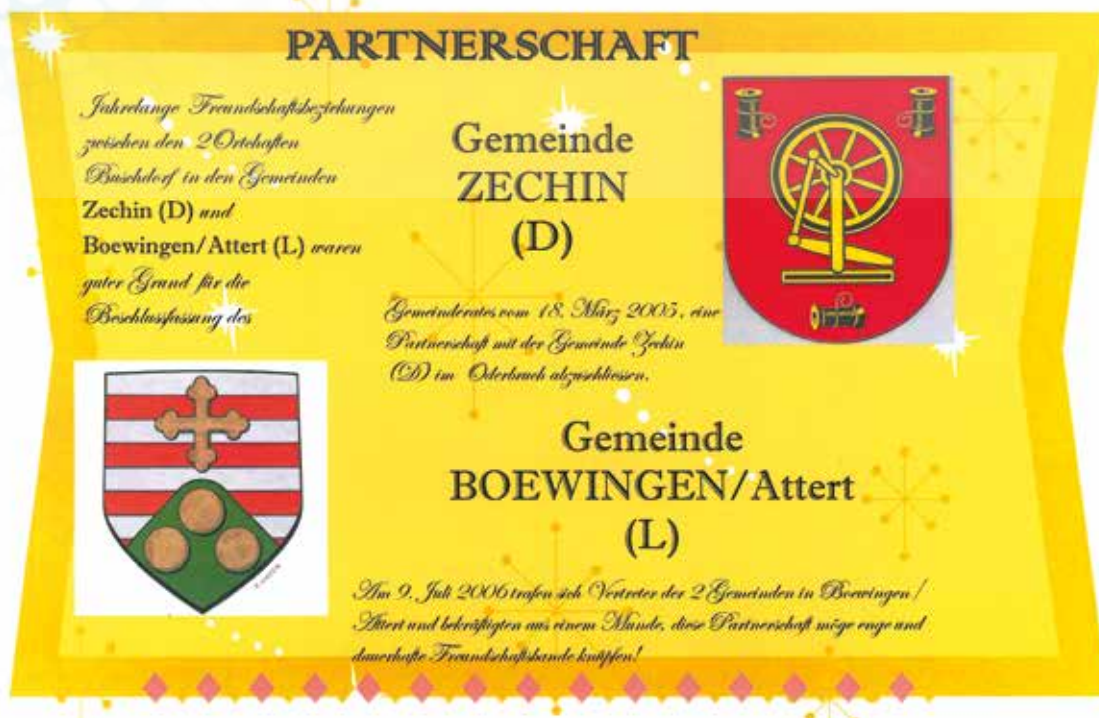 PARTNERSCHAFT
Jahrelange Freundschaftsbeziehungen
zwischen den 2 Ortchaften
Buschdorf in den Gemeinden
Zechin (D) und
Boewingen/Attert (L) waren
guter Grund für die
Beschlussfassung des
Gemeinde
ZECHIN
(D)
Gemeinderates vom 18. März 2005, eine
Partnerschaft mit der Gemeinde Zechin
(D) im Oderbruch abzuschliessen.
Gemeinde
BOEWINGEN/Attert
(L)
Am 9. Juli 2006 trafen sich Vertreter der 2 Gemeinden in Boewingen/
Attert und bekräftigten aus einem Munde, diese Partnerschaft möge enge und
dauerhafte Freundschaftsbande knüpfen!